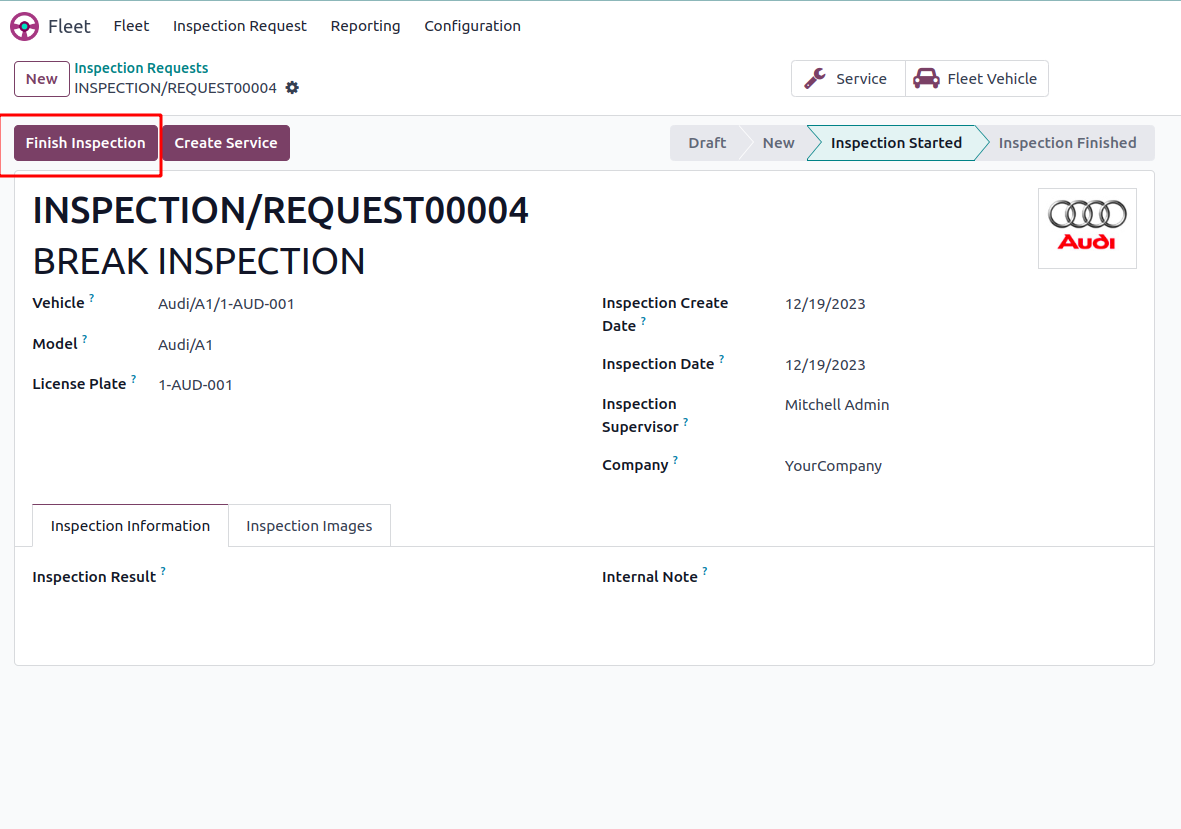 Fleet Fleet Inspection Request Reporting Configuration
New Inspection Requests
INSPECTION/REQUEST00004
Service Fleet Vehicle
Finish Inspection Create Service Draft New Inspection Started Inspection Finished
INSPECTION/REQUEST00004
BREAK INSPECTION
Audi
Vehicle ? Audi/A1/1-AUD-001
Model ? Audi/A1
License Plate ? 1-AUD-001
Inspection Create
Date ? 12/19/2023
Inspection Date ? 12/19/2023
Inspection
Supervisor ? Mitchell Admin
Company ? YourCompany
Inspection Information Inspection Images
Inspection Result ? Internal Note ?